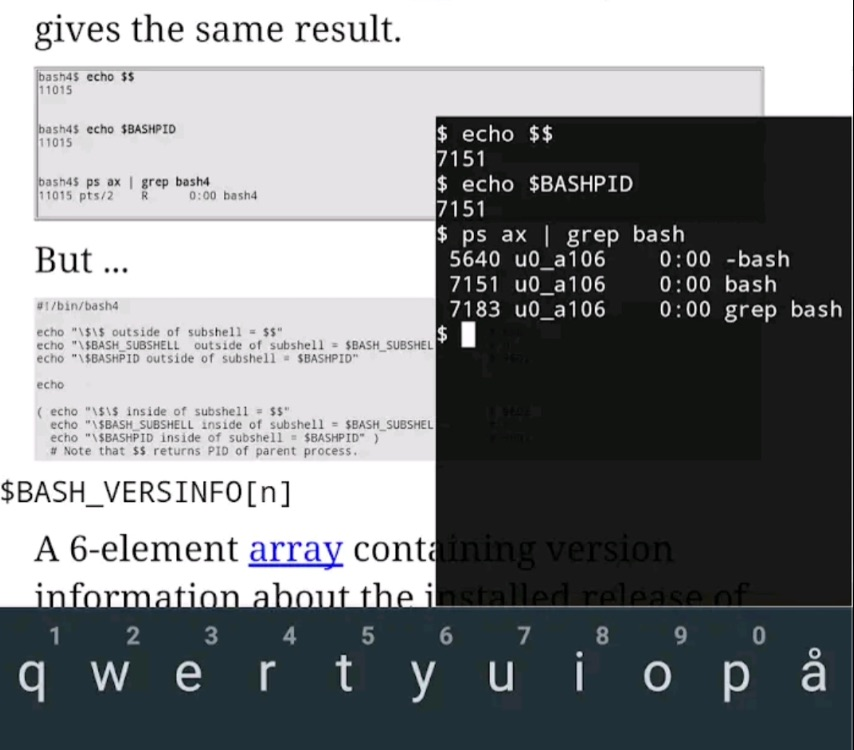 gives the same result.
bash4$ echo $$
11015
bash4$ echo $BASHPID
11015
bash4$ ps ax | grep bash4
11015 pts/2    R      0:00 bash4
But ...
#!/bin/bash4
echo "\$\$ outside of subshell = $$"
echo "\$BASH_SUBSHELL  outside of subshell = $BASH_SUBSHEL
echo "\$BASHPID outside of subshell = $BASHPID"
echo
( echo "\$\$ inside of subshell = $$"
  echo "\$BASH_SUBSHELL inside of subshell = $BASH_SUBSHEL
  echo "\$BASHPID inside of subshell = $BASHPID" )
  # Note that $$ returns PID of parent process.
$BASH_VERSINFO[n]
A 6-element array containing version
information about the installed release of
$ echo $$
7151
$ echo $BASHPID
7151
$ ps ax | grep bash
 5640 u0_a106    0:00 -bash
 7151 u0_a106    0:00 bash
 7183 u0_a106    0:00 grep bash
$
1 2 3 4 5 6 7 8 9 0
q w e r t y u i o p å